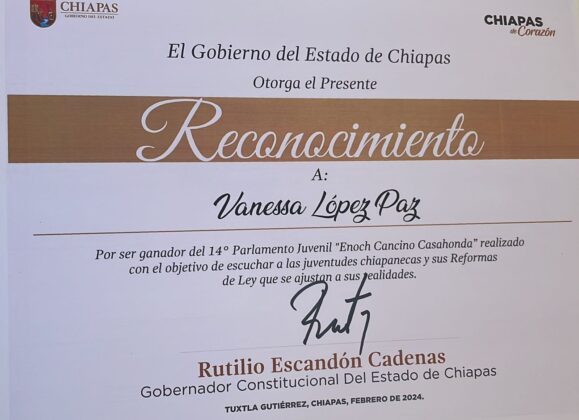 CHIAPAS
GOBIERNO DEL ESTADO
CHIAPAS
de Corazón
El Gobierno del Estado de Chiapas
Otorga el Presente
Reconocimiento
A:
Vanessa López Paz
Por ser ganador del 14° Parlamento Juvenil "Enoch Cancino Casahonda" realizado
con el objetivo de escuchar a las juventudes chiapanecas y sus Reformas
de Ley que se ajustan a sus realidades.
Rutilio Escandón Cadenas
Gobernador Constitucional Del Estado de Chiapas
TUXTLA GUTIÉRREZ, CHIAPAS, FEBRERO DE 2024.